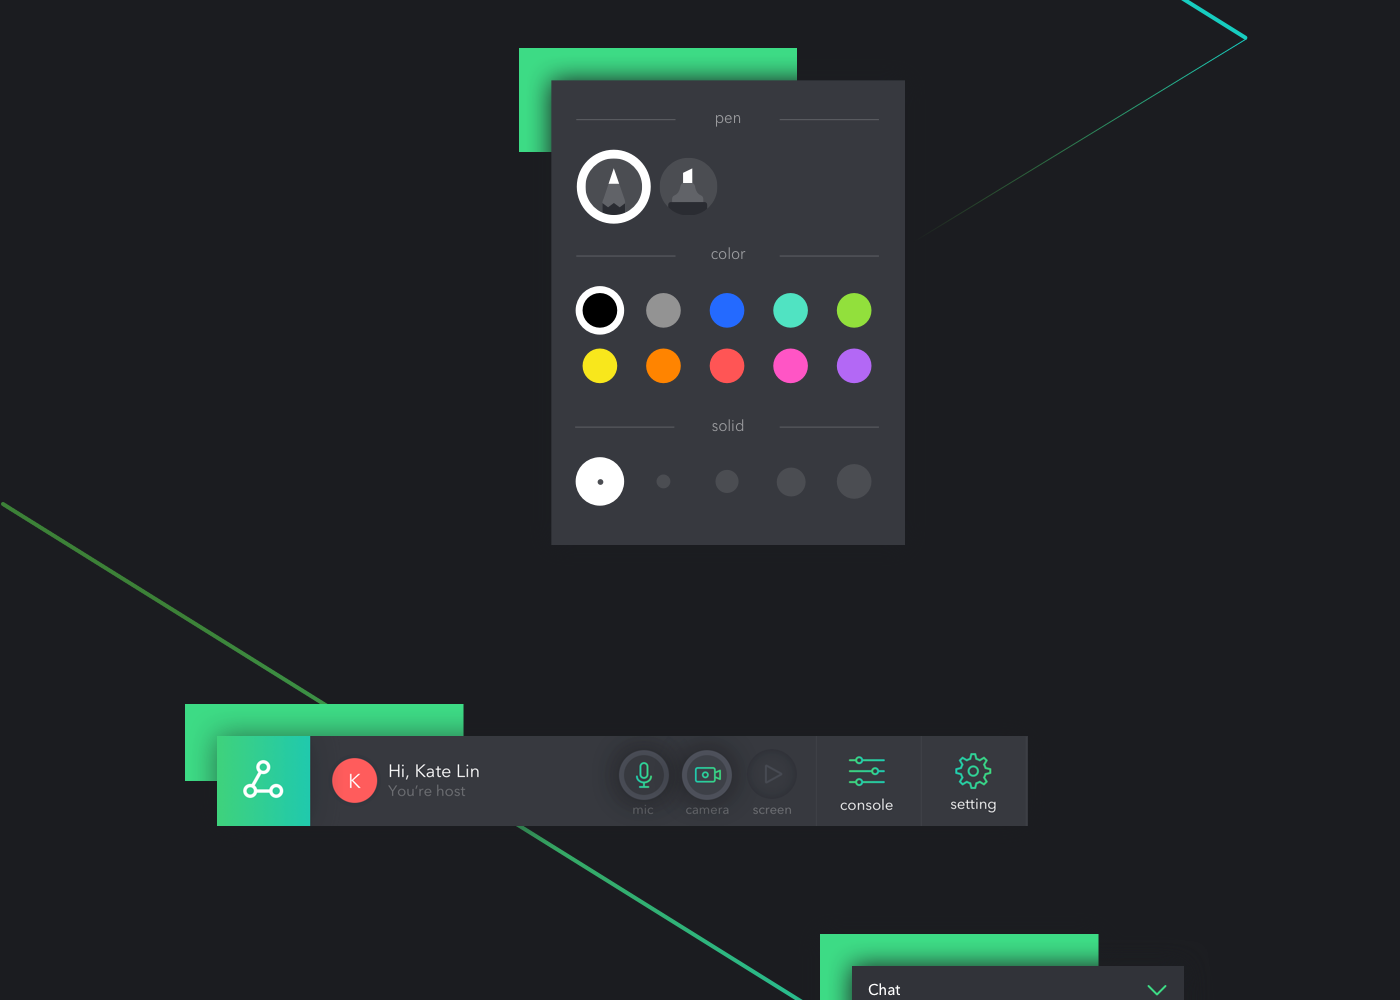 pen
color
solid
K
Hi, Kate Lin
You're host
mic
camera
screen
console
setting
Chat